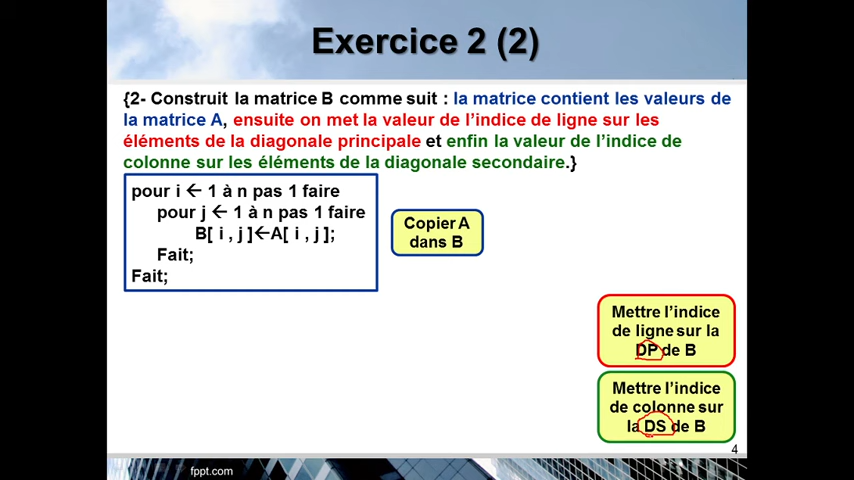 Exercice 2 (2)
{2- Construit la matrice B comme suit : la matrice contient les valeurs de
la matrice A, ensuite on met la valeur de l'indice de ligne sur les
éléments de la diagonale principale et enfin la valeur de l'indice de
colonne sur les éléments de la diagonale secondaire.}
pour i ← 1 à n pas 1 faire
pour j ← 1 à n pas 1 faire
B[ i , j ]←A[ i , j ];
Fait;
Fait;
Copier A
dans B
Mettre l'indice
de ligne sur la
DP de B
Mettre l'indice
de colonne sur
la DS de B
4
fppt.com